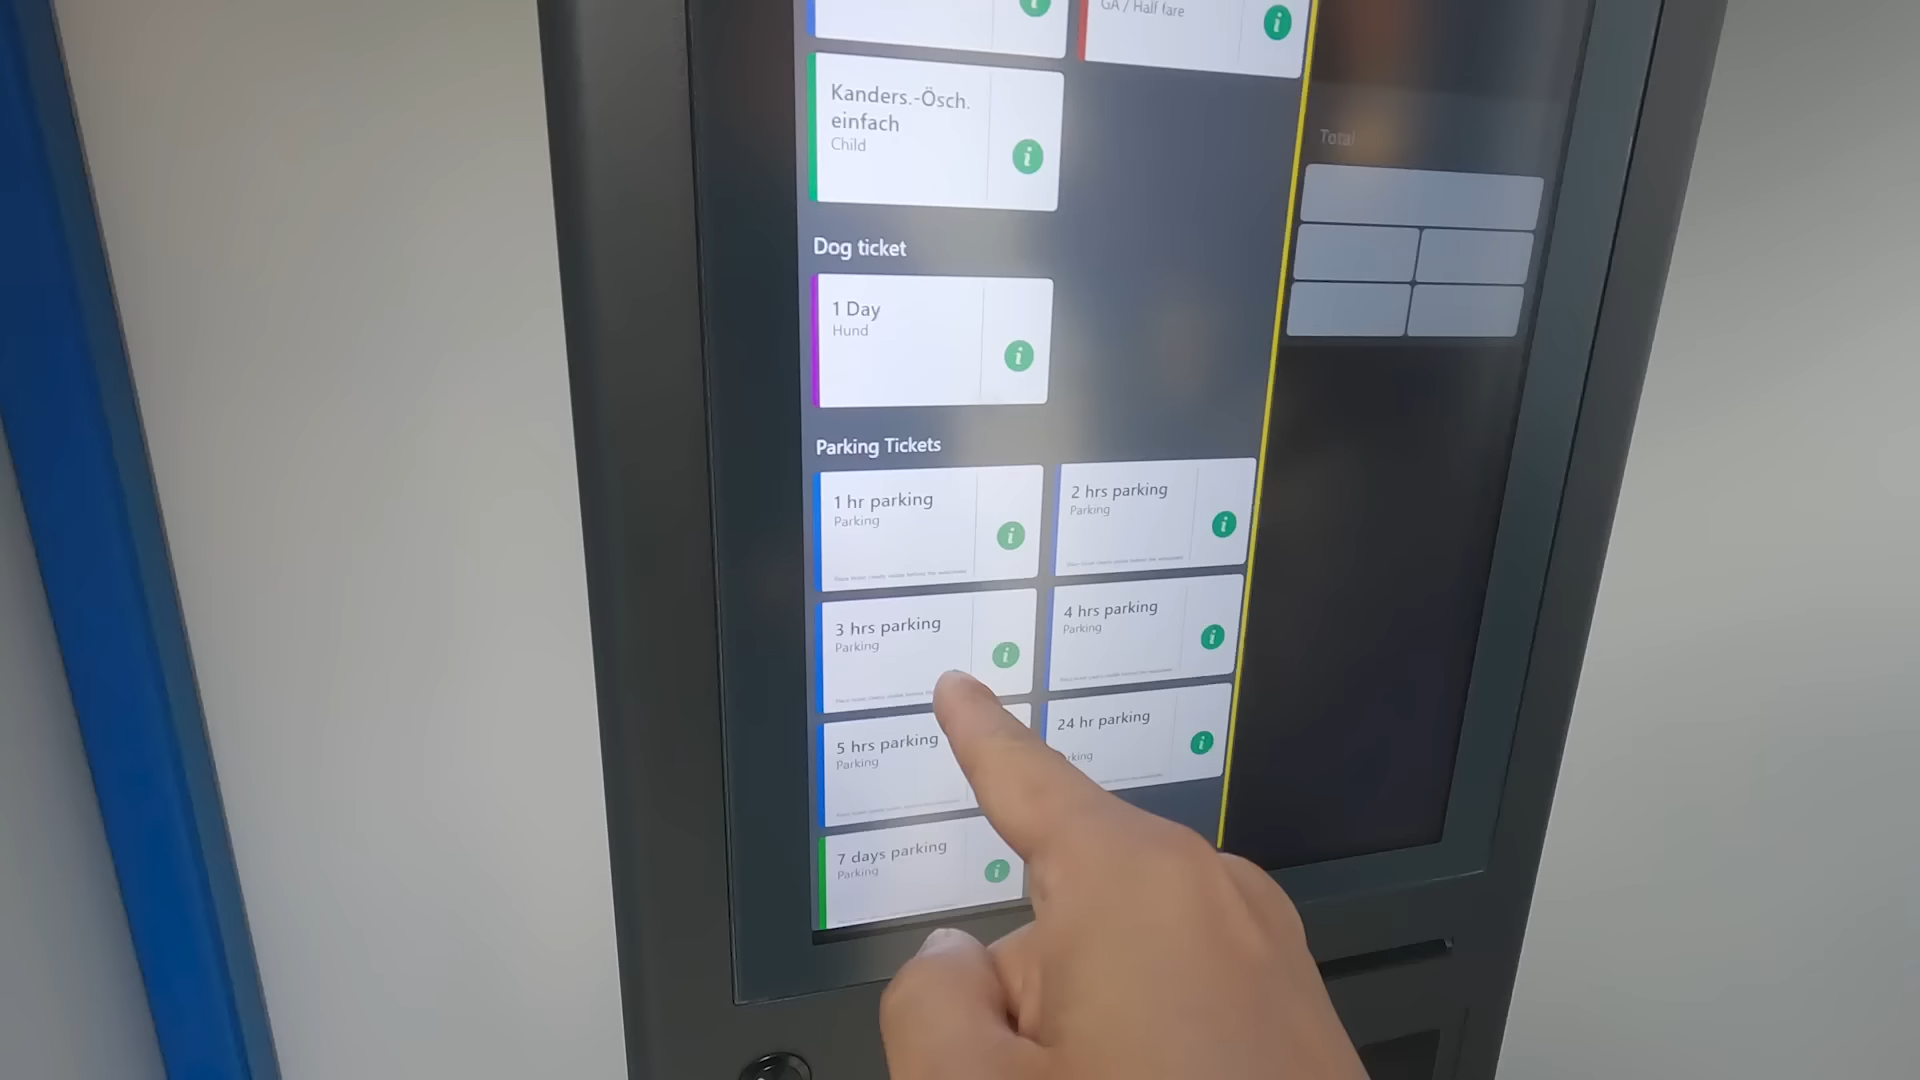 GA / Half fare
Kanders.-Ösch.
einfach
Child
Total
Dog ticket
1 Day
Hund
Parking Tickets
1 hr parking
Parking
2 hrs parking
Parking
3 hrs parking
Parking
4 hrs parking
Parking
5 hrs parking
Parking
24 hr parking
rking
7 days parking
Parking